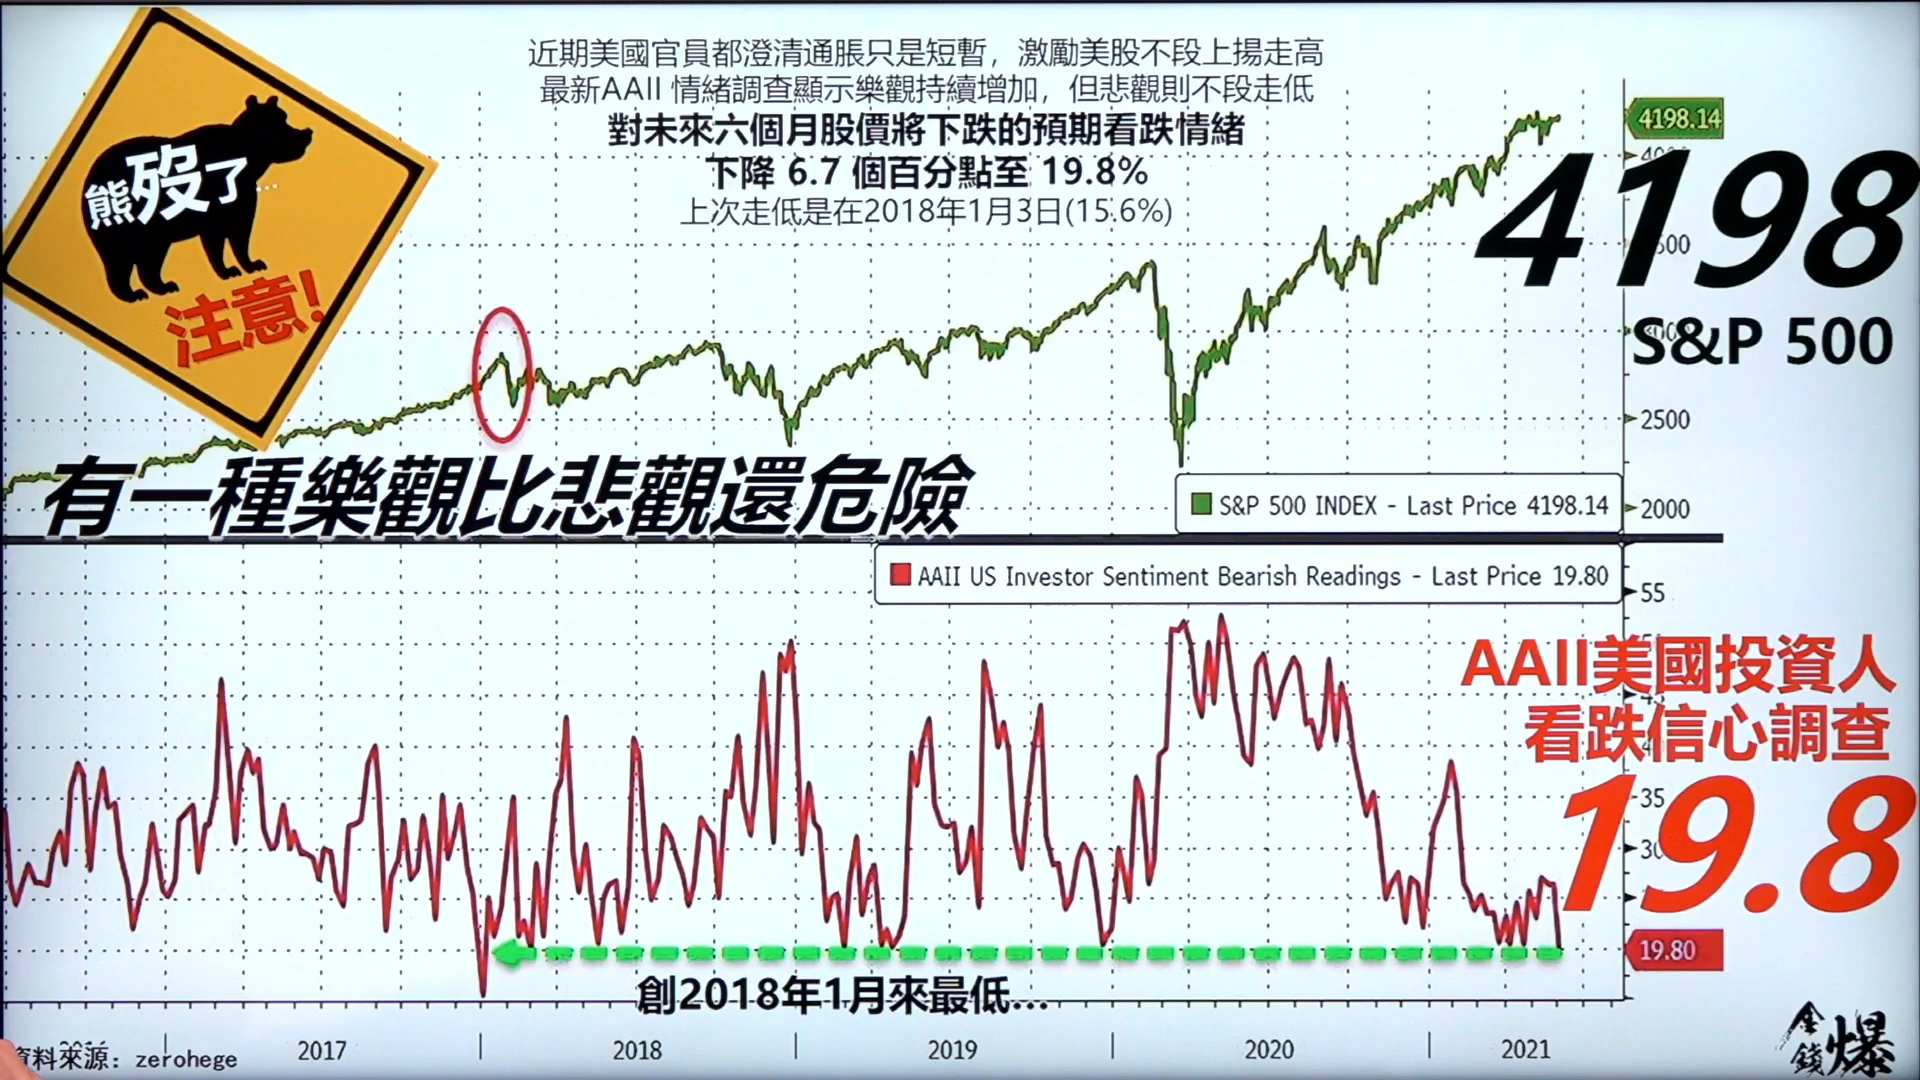 近期美國官員都澄清通脹只是短暫，激勵美股不段上揚走高
最新AAII 情緒調查顯示樂觀持續增加，但悲觀則不段走低
對未來六個月股價將下跌的預期看跌情緒
下降 6.7 個百分點至 19.8%
上次走低是在2018年1月3日(15.6%)
熊歿了...
注意!
4198.14
4198
S&P 500
2500
2000
有一種樂觀比悲觀還危險
S&P 500 INDEX - Last Price 4198.14
AAII US Investor Sentiment Bearish Readings - Last Price 19.80
55
AAII美國投資人
看跌信心調查
35
19.8
19.80
創2018年1月來最低...
2017
2018
2019
2020
2021
資料來源：zerohege
金錢爆